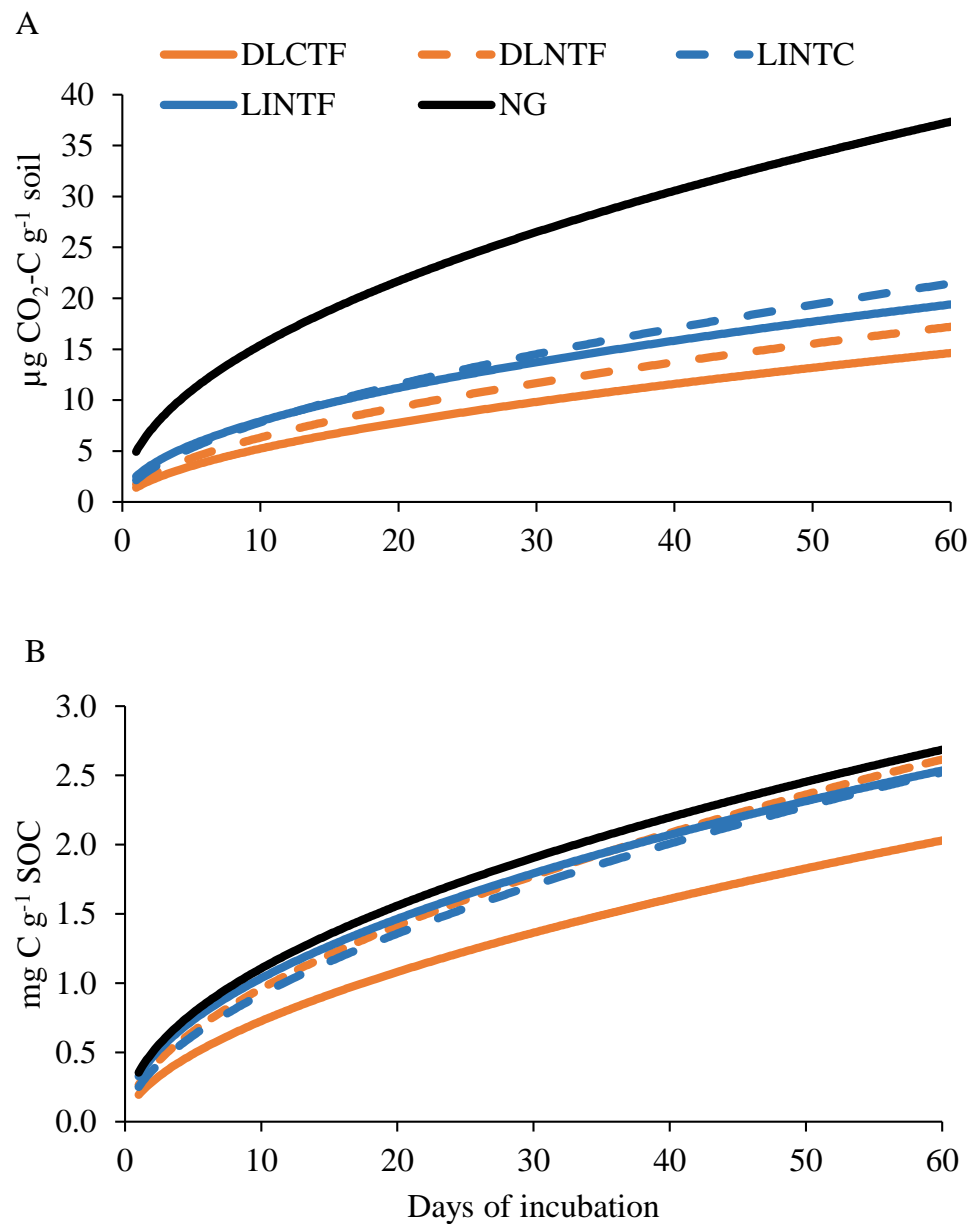 A
DLCTF DLNTF LINTC
LINTF NG
40
35
30
25
20
15
10
5
0
µg CO₂-C g⁻¹ soil
0 10 20 30 40 50 60
B
3.0
2.5
2.0
1.5
1.0
0.5
0.0
mg C g⁻¹ SOC
0 10 20 30 40 50 60
Days of incubation